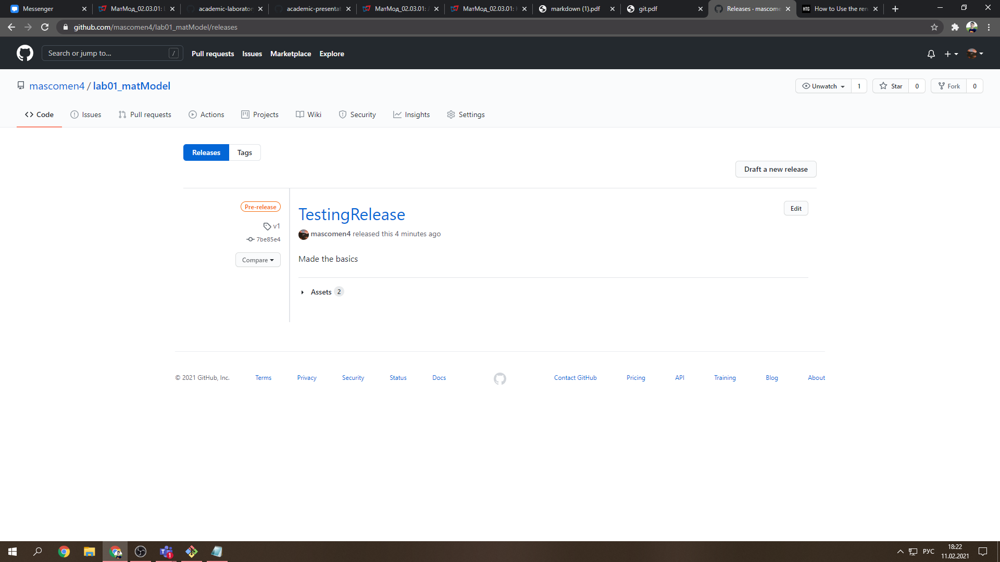 Messenger
МатМод_02.03.01:
academic-laborator
academic-presentat
МатМод_02.03.01:
МатМод_02.03.01:
markdown (1).pdf
git.pdf
Releases · mascome
HTG How to Use the ren
github.com/mascomen4/lab01_matModel/releases
Search or jump to... /
Pull requests Issues Marketplace Explore
mascomen4 / lab01_matModel
Unwatch 1 Star 0 Fork 0
Code Issues Pull requests Actions Projects Wiki Security Insights Settings
Releases Tags
Draft a new release
Pre-release
v1
7be85e4
Compare
TestingRelease
Edit
mascomen4 released this 4 minutes ago
Made the basics
Assets 2
© 2021 GitHub, Inc. Terms Privacy Security Status Docs Contact GitHub Pricing API Training Blog About
1
РУС
18:22
11.02.2021